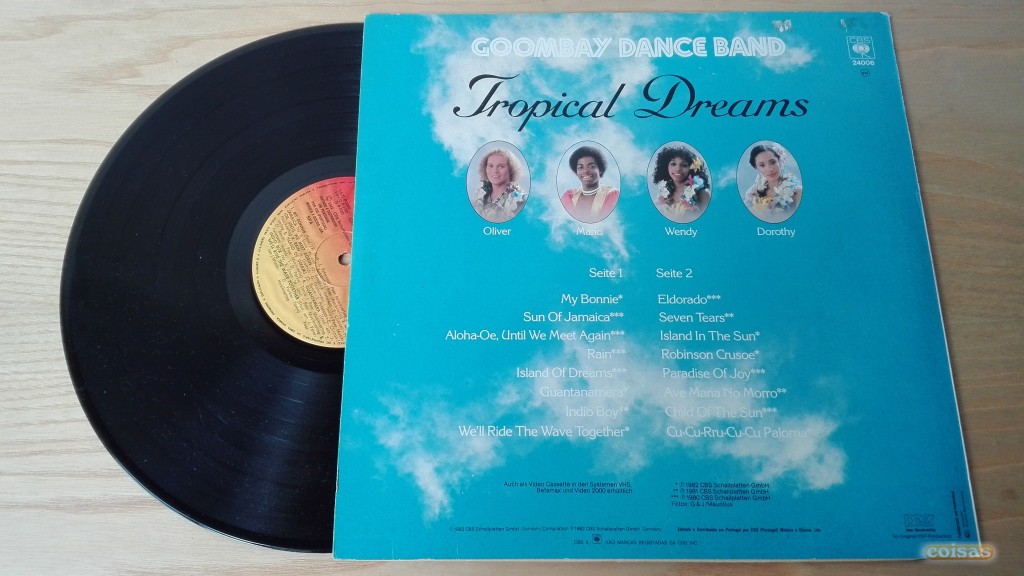 GOOMBAY DANCE BAND
CBS
24006
Tropical Dreams
Oliver
Mario
Wendy
Dorothy
Seite 1
My Bonnie*
Sun Of Jamaica***
Aloha-Oe, Until We Meet Again***
Rain***
Island Of Dreams***
Guantanamera*
Indio Boy**
We'll Ride The Wave Together*
Seite 2
Eldorado***
Seven Tears**
Island In The Sun*
Robinson Crusoe*
Paradise Of Joy***
Ave Maria No Morro**
Child Of The Sun***
Cu-Cu-Rru-Cu-Cu Paloma*
Auch als Video Cassette in den Systemen VHS,
Betamax und Video 2000 erhältlich
* ℗ 1982 CBS Schallplatten GmbH
** ℗ 1981 CBS Schallplatten GmbH
*** ℗ 1980 CBS Schallplatten GmbH
Fotos: G & J/Mauritius
coisas